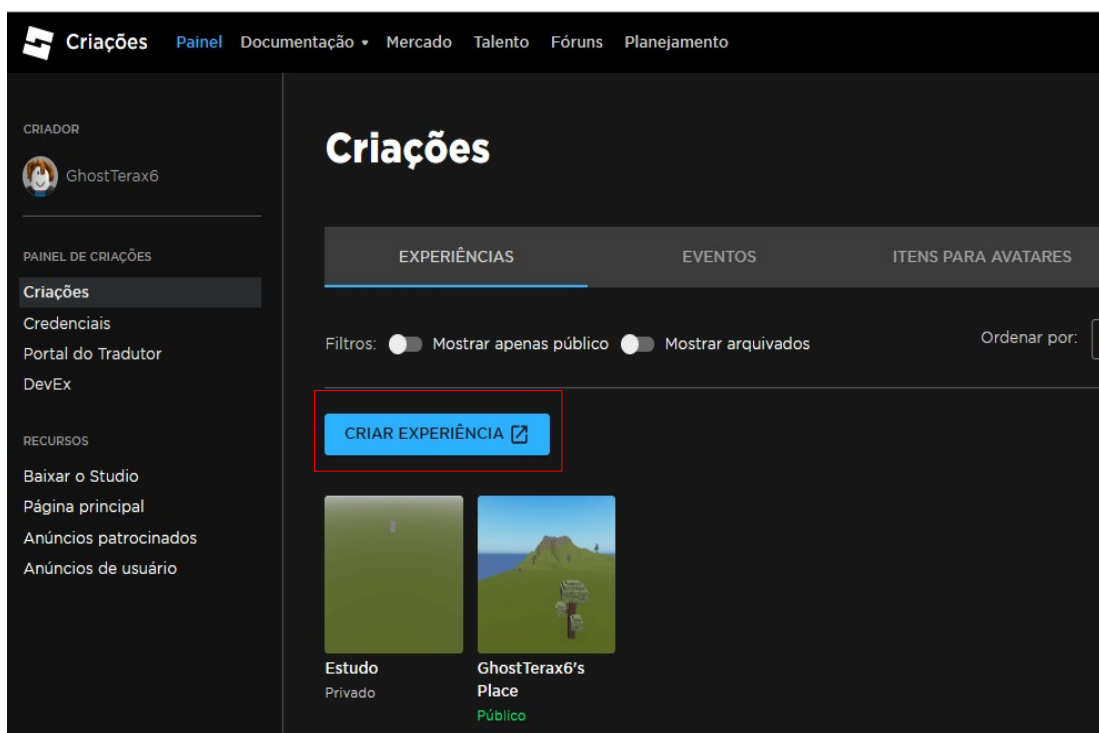 Criações Painel Documentação Mercado Talento Fóruns Planejamento
CRIADOR
GhostTerax6
PAINEL DE CRIAÇÕES
Criações
Credenciais
Portal do Tradutor
DevEx
RECURSOS
Baixar o Studio
Página principal
Anúncios patrocinados
Anúncios de usuário
Criações
EXPERIÊNCIAS EVENTOS ITENS PARA AVATARES
Filtros: Mostrar apenas público Mostrar arquivados Ordenar por:
CRIAR EXPERIÊNCIA
Estudo
Privado
GhostTerax6's
Place
Público